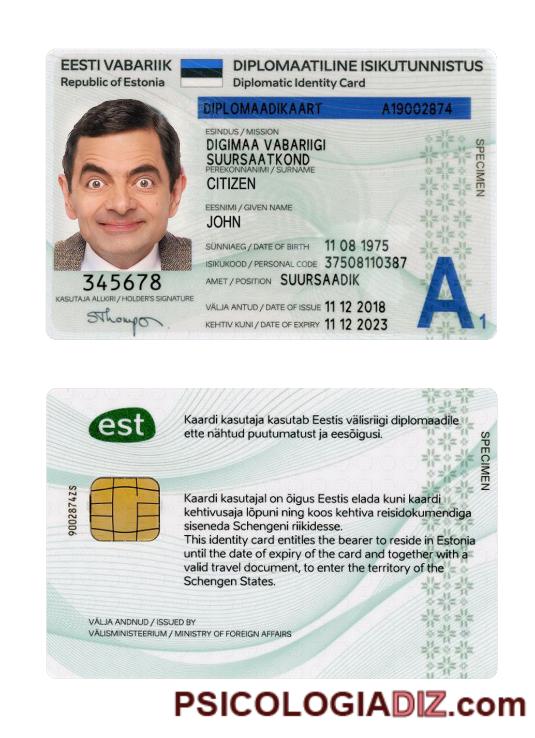 EESTI VABARIIK
Republic of Estonia
DIPLOMAATILINE ISIKUTUNNISTUS
Diplomatic Identity Card
DIPLOMAADIKAART A19002874
ESINDUS / MISSION
DIGIMAA VABARIIGI
SUURSAATKOND
PEREKONNANIMI / SURNAME
CITIZEN
EESNIMI / GIVEN NAME
JOHN
SÜNNIAEG / DATE OF BIRTH 11 08 1975
ISIKUKOOD / PERSONAL CODE 37508110387
AMET / POSITION SUURSAADIK
VÄLJA ANTUD / DATE OF ISSUE 11 12 2018
KEHTIV KUNI / DATE OF EXPIRY 11 12 2023
345678
KASUTAJA ALLKIRI / HOLDER'S SIGNATURE
SThompson
SPECIMEN
A1
est
Kaardi kasutaja kasutab Eestis välisriigi diplomaadile
ette nähtud puutumatust ja eesõigusi.
SPECIMEN
9002874ZS
Kaardi kasutajal on õigus Eestis elada kuni kaardi
kehtivusaja lõpuni ning koos kehtiva reisidokumendiga
siseneda Schengeni riikidesse.
This identity card entitles the bearer to reside in Estonia
until the date of expiry of the card and together with a
valid travel document, to enter the territory of the
Schengen States.
VÄLJA ANDNUD / ISSUED BY
VÄLISMINISTEERIUM / MINISTRY OF FOREIGN AFFAIRS
PSICOLOGIADIZ.com